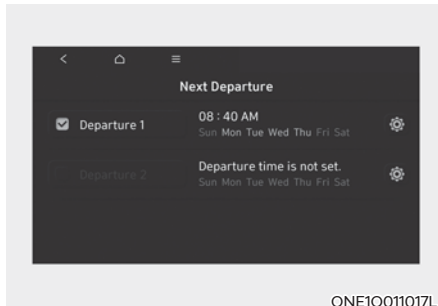 Next Departure
Departure 1
08 : 40 AM
Sun Mon Tue Wed Thu Fri Sat
Departure 2
Departure time is not set.
Sun Mon Tue Wed Thu Fri Sat
ONE1Q011017L